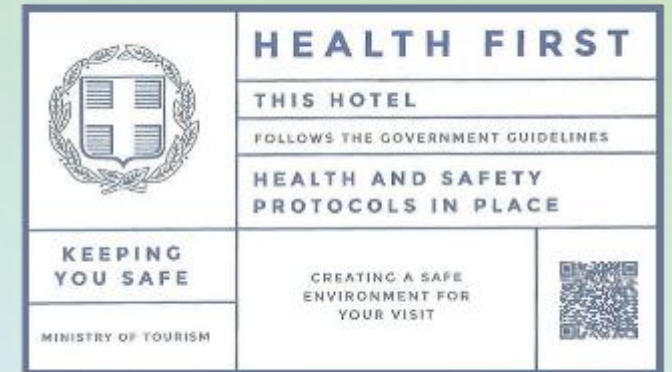 HEALTH FIRST
THIS HOTEL
FOLLOWS THE GOVERNMENT GUIDELINES
HEALTH AND SAFETY
PROTOCOLS IN PLACE
KEEPING
YOU SAFE
MINISTRY OF TOURISM
CREATING A SAFE
ENVIRONMENT FOR
YOUR VISIT